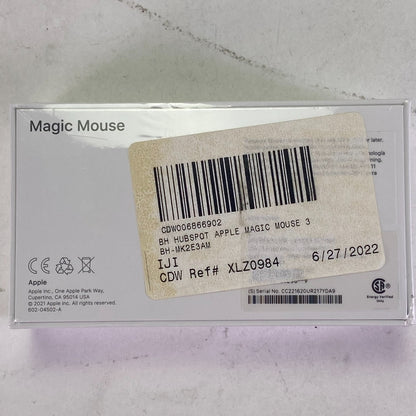 Magic Mouse
later.
CDW006866902
BH HUBSPOT APPLE MAGIC MOUSE 3
BH-MK2E3AM
IJI
CDW Ref# XLZ0984
6/27/2022
CE
Apple
Apple Inc., One Apple Park Way,
Cupertino, CA 95014 USA
© 2021 Apple Inc. All rights reserved.
602-04502-A
(S) Serial No. CC221620UR217YDA9
Energy Verified